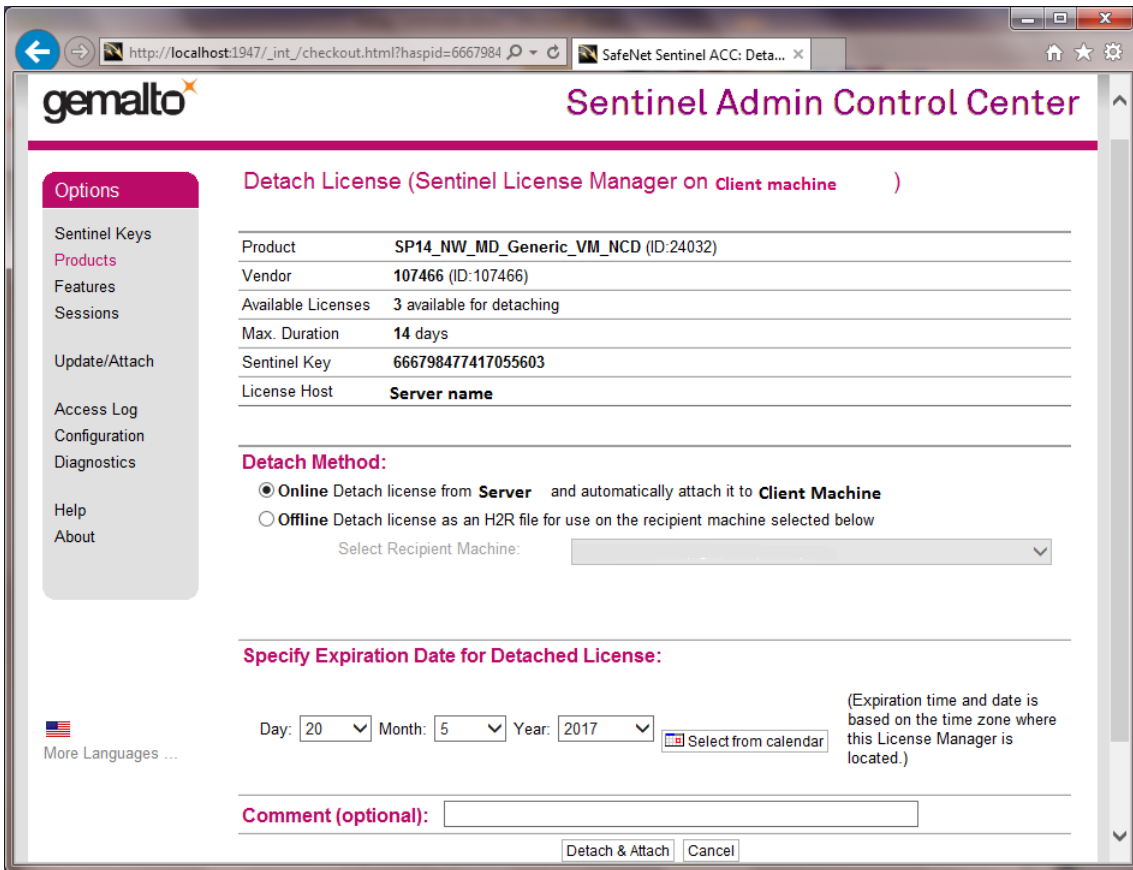 http://localhost:1947/_int_/checkout.html?haspid=6667984
SafeNet Sentinel ACC: Deta...
gemalto
Sentinel Admin Control Center
Options
Sentinel Keys
Products
Features
Sessions
Update/Attach
Access Log
Configuration
Diagnostics
Help
About
More Languages ...
Detach License (Sentinel License Manager on Client machine )
Product SP14_NW_MD_Generic_VM_NCD (ID:24032)
Vendor 107466 (ID:107466)
Available Licenses 3 available for detaching
Max. Duration 14 days
Sentinel Key 666798477417055603
License Host Server name
Detach Method:
Online Detach license from Server and automatically attach it to Client Machine
Offline Detach license as an H2R file for use on the recipient machine selected below
Select Recipient Machine:
Specify Expiration Date for Detached License:
Day: 20 Month: 5 Year: 2017 Select from calendar
(Expiration time and date is
based on the time zone where
this License Manager is
located.)
Comment (optional):
Detach & Attach Cancel